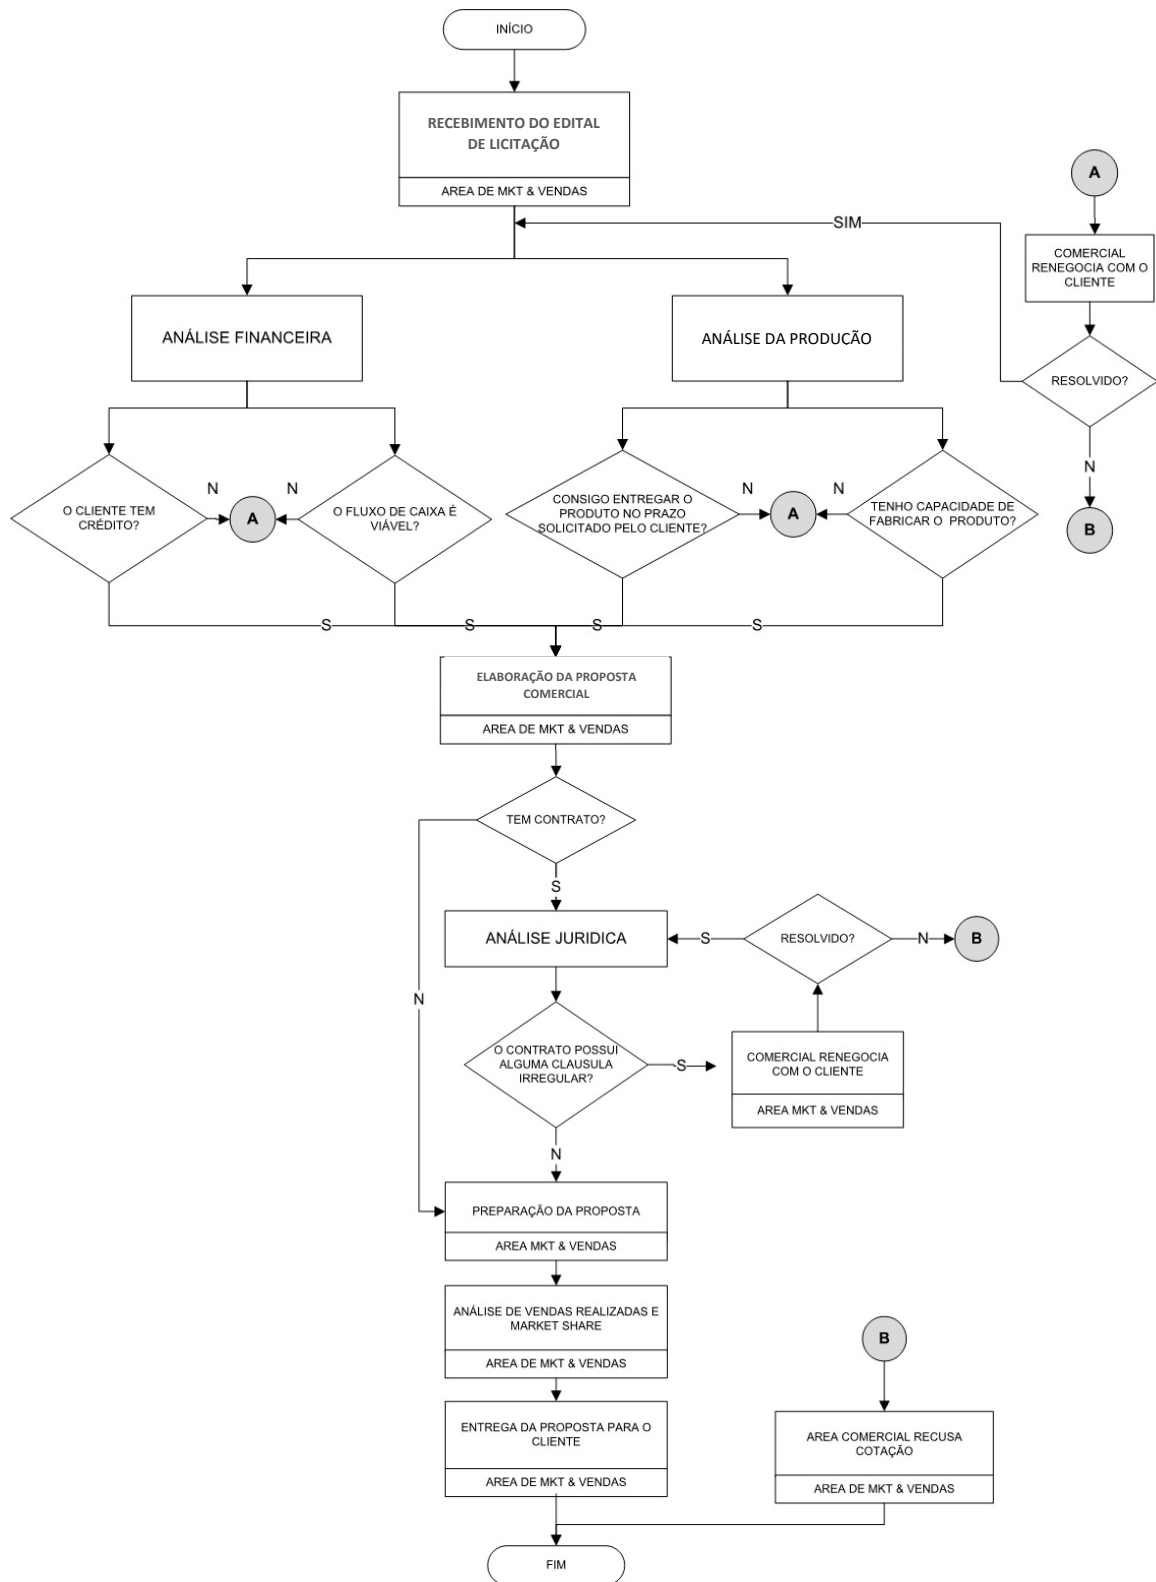 INÍCIO
RECEBIMENTO DO EDITAL
DE LICITAÇÃO
AREA DE MKT & VENDAS
A
SIM
COMERCIAL
RENEGOCIA COM O
CLIENTE
ANÁLISE FINANCEIRA
ANÁLISE DA PRODUÇÃO
RESOLVIDO?
N
B
O CLIENTE TEM
CRÉDITO?
N
A
N
O FLUXO DE CAIXA É
VIÁVEL?
CONSIGO ENTREGAR O
PRODUTO NO PRAZO
SOLICITADO PELO CLIENTE?
N
A
N
TENHO CAPACIDADE DE
FABRICAR O PRODUTO?
S
S
S
S
ELABORAÇÃO DA PROPOSTA
COMERCIAL
AREA DE MKT & VENDAS
TEM CONTRATO?
S
N
ANÁLISE JURIDICA
S
RESOLVIDO?
N
B
O CONTRATO POSSUI
ALGUMA CLAUSULA
IRREGULAR?
S
COMERCIAL RENEGOCIA
COM O CLIENTE
AREA MKT & VENDAS
N
PREPARAÇÃO DA PROPOSTA
AREA MKT & VENDAS
ANÁLISE DE VENDAS REALIZADAS E
MARKET SHARE
AREA DE MKT & VENDAS
B
ENTREGA DA PROPOSTA PARA O
CLIENTE
AREA DE MKT & VENDAS
AREA COMERCIAL RECUSA
COTAÇÃO
AREA DE MKT & VENDAS
FIM